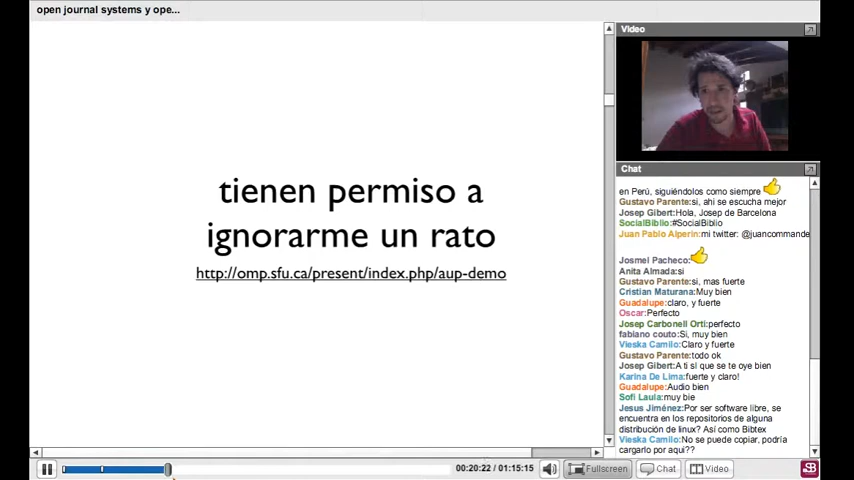 open journal systems y ope...
tienen permiso a
ignorarme un rato
http://omp.sfu.ca/present/index.php/aup-demo
Video
Chat
en Perú, siguiéndolos como siempre
Gustavo Parente:si, ahi se escucha mejor
Josep Gibert:Hola, Josep de Barcelona
SocialBiblio:#SocialBiblio
Juan Pablo Alperin:mi twitter: @juancommande
Josmel Pacheco:
Anita Almada:si
Gustavo Parente:si, mas fuerte
Cristian Maturana:Muy bien
Guadalupe:claro, y fuerte
Oscar:Perfecto
Josep Carbonell Orti:perfecto
fabiano couto:Si, muy bien
Vieska Camilo:Claro y fuerte
Gustavo Parente:todo ok
Josep Gibert:A ti sI que se te oye bien
Karina De Lima:fuerte y claro!
Guadalupe:Audio bien
Sofi Laula:muy bie
Jesus Jiménez:Por ser software libre, se
encuentra en los repositorios de alguna
distribución de linux? Así como Bibtex
Vieska Camilo:No se puede copiar, podría
cargarlo por aqui??
00:20:22 / 01:15:15
Fullscreen
Chat
Video
SB